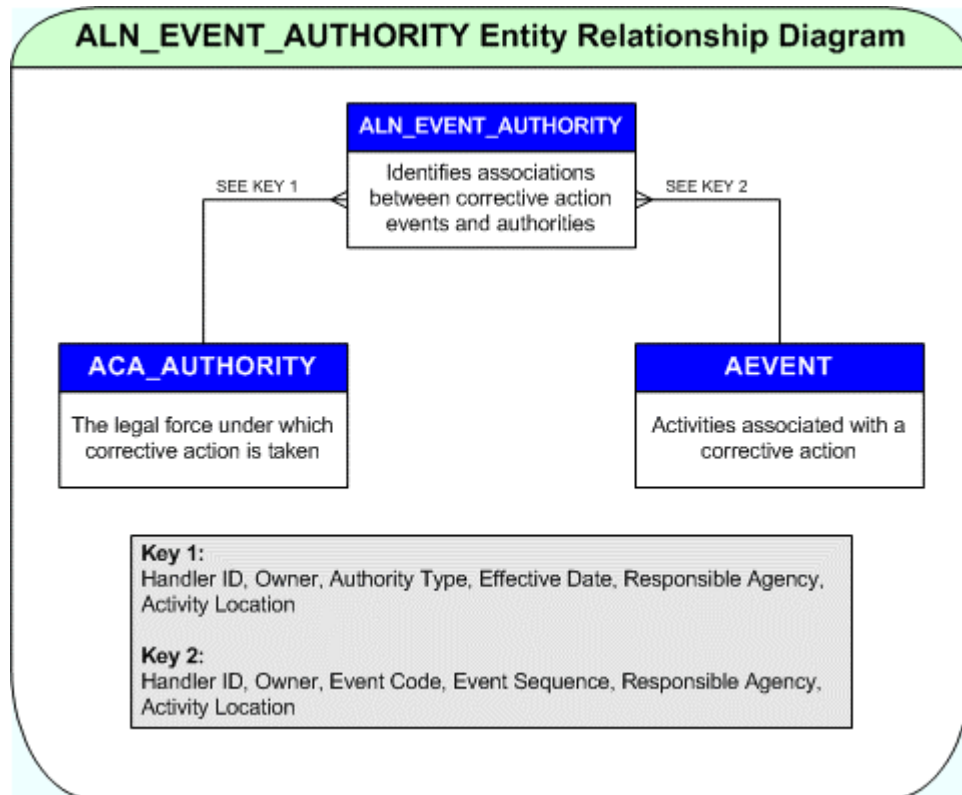 ALN_EVENT_AUTHORITY Entity Relationship Diagram
ALN_EVENT_AUTHORITY
Identifies associations
between corrective action
events and authorities
SEE KEY 1
SEE KEY 2
ACA_AUTHORITY
The legal force under which
corrective action is taken
AEVENT
Activities associated with a
corrective action
Key 1:
Handler ID, Owner, Authority Type, Effective Date, Responsible Agency,
Activity Location
Key 2:
Handler ID, Owner, Event Code, Event Sequence, Responsible Agency,
Activity Location